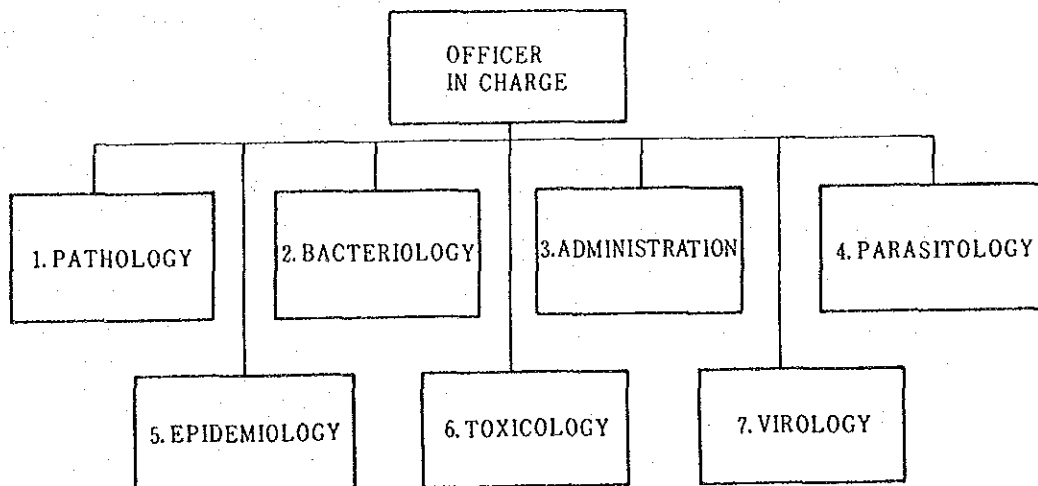 OFFICER
IN CHARGE
1. PATHOLOGY
2. BACTERIOLOGY
3. ADMINISTRATION
4. PARASITOLOGY
5. EPIDEMIOLOGY
6. TOXICOLOGY
7. VIROLOGY